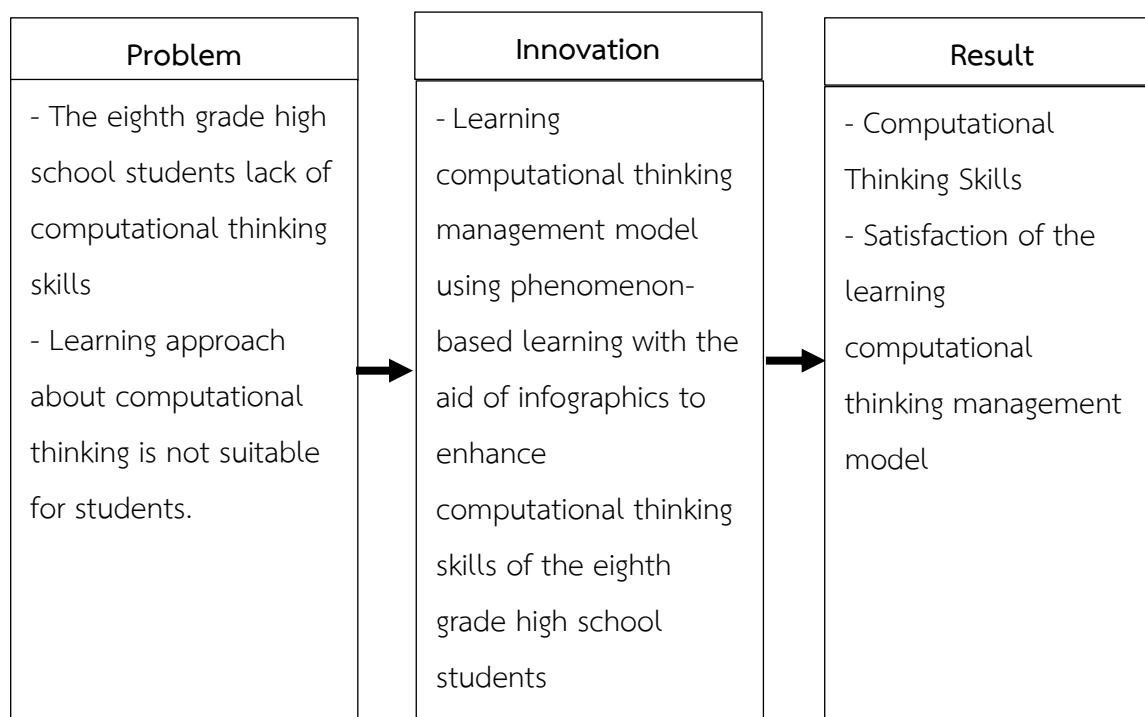 Problem
- The eighth grade high
school students lack of
computational thinking
skills
- Learning approach
about computational
thinking is not suitable
for students.
Innovation
- Learning
computational thinking
management model
using phenomenon-
based learning with the
aid of infographics to
enhance
computational thinking
skills of the eighth
grade high school
students
Result
- Computational
Thinking Skills
- Satisfaction of the
learning
computational
thinking management
model